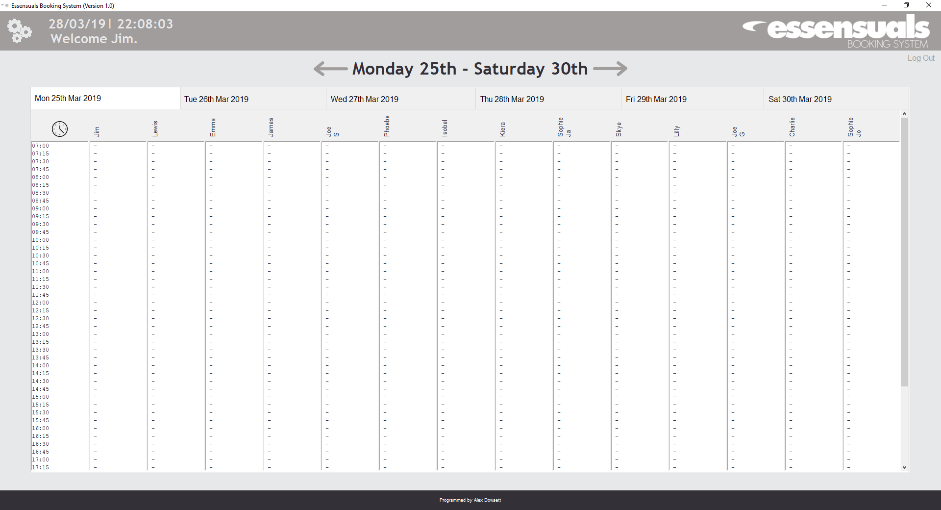 Essensuals Booking System (Version 1.0)
28/03/19| 22:08:03
Welcome Jim.
essensuals
BOOKING SYSTEM
Log Out
Monday 25th - Saturday 30th
Mon 25th Mar 2019 Tue 26th Mar 2019 Wed 27th Mar 2019 Thu 28th Mar 2019 Fri 29th Mar 2019 Sat 30th Mar 2019
Jim Lewis Emma James Joe S Phoebe Isobel Kiera Sophie Ja Skye Lilly Joe G Charlie Sophie Jo
07:00 - - - - - - - - - - - - - -
07:15 - - - - - - - - - - - - - -
07:30 - - - - - - - - - - - - - -
07:45 - - - - - - - - - - - - - -
08:00 - - - - - - - - - - - - - -
08:15 - - - - - - - - - - - - - -
08:30 - - - - - - - - - - - - - -
08:45 - - - - - - - - - - - - - -
09:00 - - - - - - - - - - - - - -
09:15 - - - - - - - - - - - - - -
09:30 - - - - - - - - - - - - - -
09:45 - - - - - - - - - - - - - -
10:00 - - - - - - - - - - - - - -
10:15 - - - - - - - - - - - - - -
10:30 - - - - - - - - - - - - - -
10:45 - - - - - - - - - - - - - -
11:00 - - - - - - - - - - - - - -
11:15 - - - - - - - - - - - - - -
11:30 - - - - - - - - - - - - - -
11:45 - - - - - - - - - - - - - -
12:00 - - - - - - - - - - - - - -
12:15 - - - - - - - - - - - - - -
12:30 - - - - - - - - - - - - - -
12:45 - - - - - - - - - - - - - -
13:00 - - - - - - - - - - - - - -
13:15 - - - - - - - - - - - - - -
13:30 - - - - - - - - - - - - - -
13:45 - - - - - - - - - - - - - -
14:00 - - - - - - - - - - - - - -
14:15 - - - - - - - - - - - - - -
14:30 - - - - - - - - - - - - - -
14:45 - - - - - - - - - - - - - -
15:00 - - - - - - - - - - - - - -
15:15 - - - - - - - - - - - - - -
15:30 - - - - - - - - - - - - - -
15:45 - - - - - - - - - - - - - -
16:00 - - - - - - - - - - - - - -
16:15 - - - - - - - - - - - - - -
16:30 - - - - - - - - - - - - - -
16:45 - - - - - - - - - - - - - -
17:00 - - - - - - - - - - - - - -
17:15 - - - - - - - - - - - - - -
Programmed by Alex Dowsett